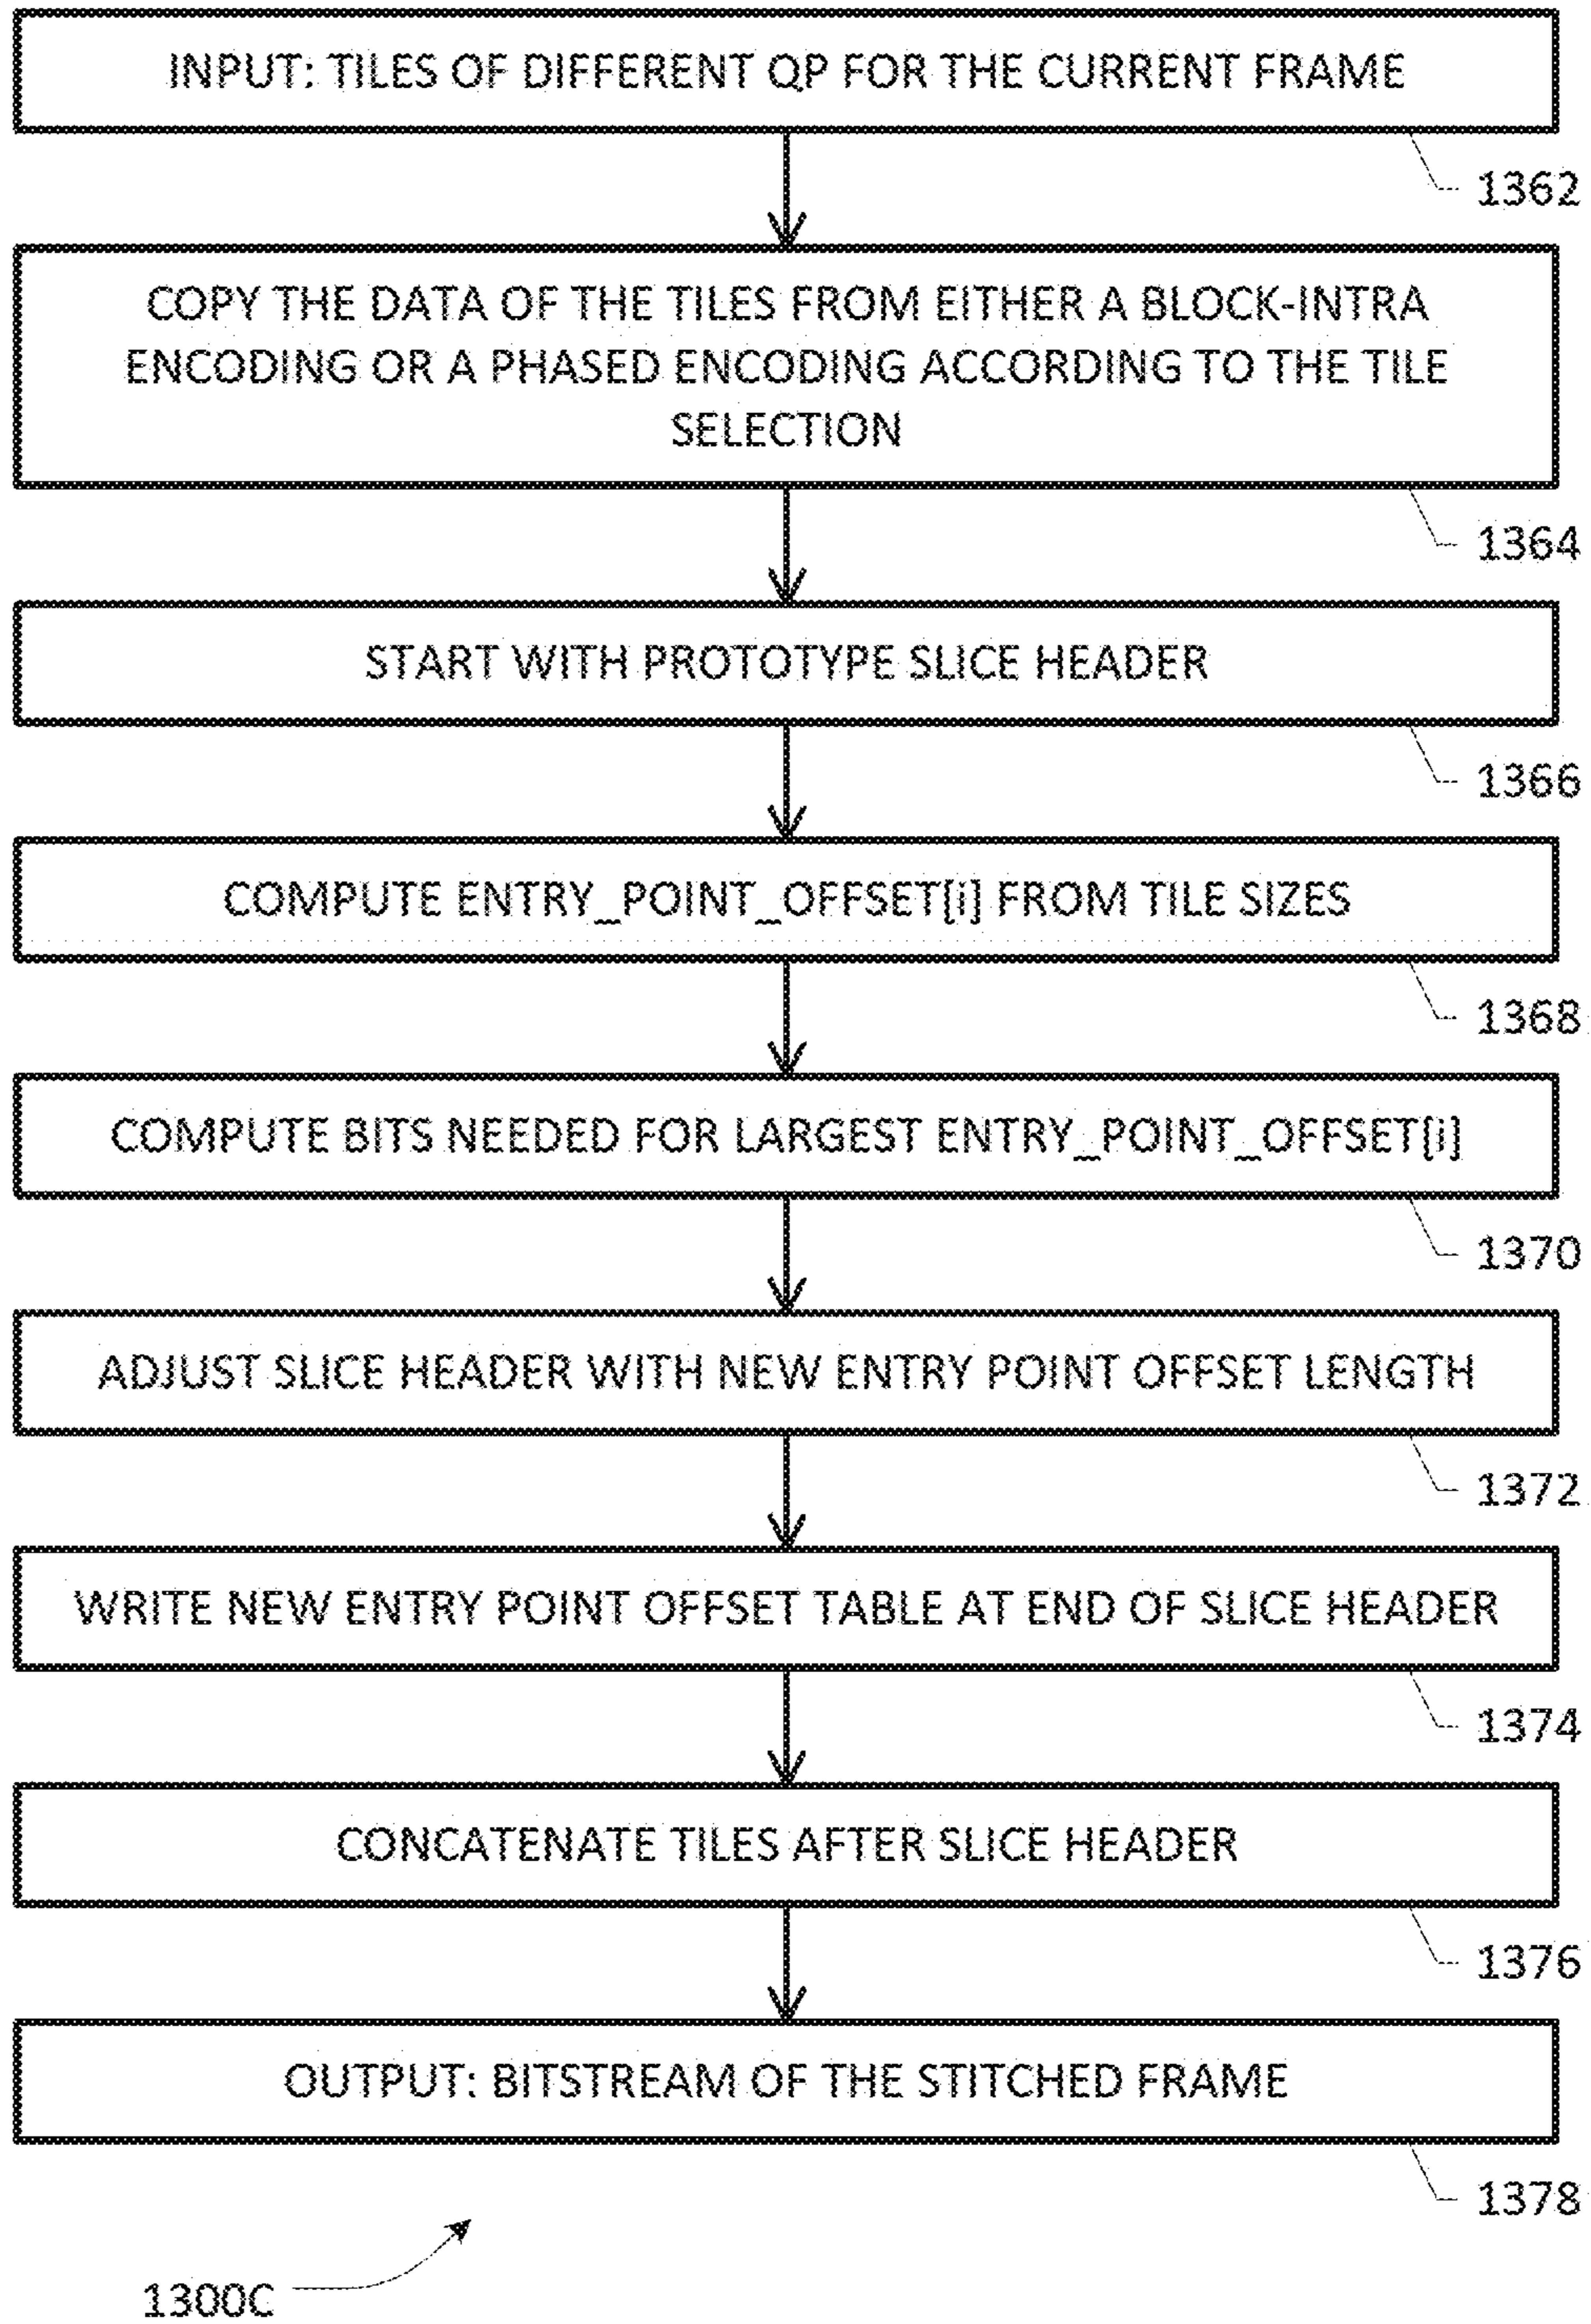 INPUT: TILES OF DIFFERENT QP FOR THE CURRENT FRAME
1362
COPY THE DATA OF THE TILES FROM EITHER A BLOCK-INTRA
ENCODING OR A PHASED ENCODING ACCORDING TO THE TILE
SELECTION
1364
START WITH PROTOTYPE SLICE HEADER
1366
COMPUTE ENTRY_POINT_OFFSET[i] FROM TILE SIZES
1368
COMPUTE BITS NEEDED FOR LARGEST ENTRY_POINT_OFFSET[i]
1370
ADJUST SLICE HEADER WITH NEW ENTRY POINT OFFSET LENGTH
1372
WRITE NEW ENTRY POINT OFFSET TABLE AT END OF SLICE HEADER
1374
CONCATENATE TILES AFTER SLICE HEADER
1376
OUTPUT: BITSTREAM OF THE STITCHED FRAME
1378
1300C